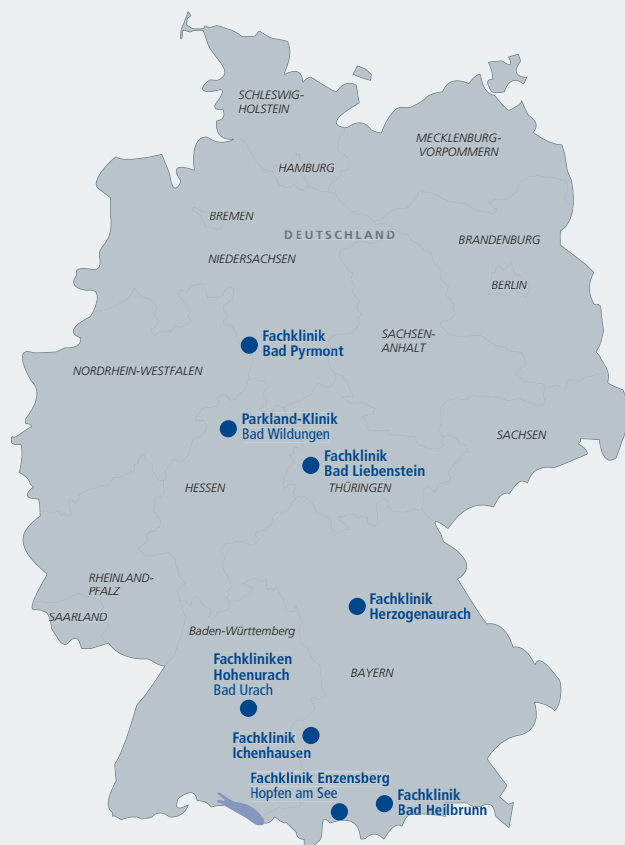 SCHLESWIG-
HOLSTEIN
MECKLENBURG-
VORPOMMERN
HAMBURG
BREMEN
DEUTSCHLAND
BRANDENBURG
NIEDERSACHSEN
BERLIN
Fachklinik
Bad Pyrmont
SACHSEN-
ANHALT
NORDRHEIN-WESTFALEN
Parkland-Klinik
Bad Wildungen
SACHSEN
Fachklinik
Bad Liebenstein
HESSEN
THÜRINGEN
RHEINLAND-
PFALZ
SAARLAND
Fachklinik
Herzogenaurach
Baden-Württemberg
Fachkliniken
Hohenurach
Bad Urach
BAYERN
Fachklinik
Ichenhausen
Fachklinik Enzensberg
Hopfen am See
Fachklinik
Bad Heilbrunn